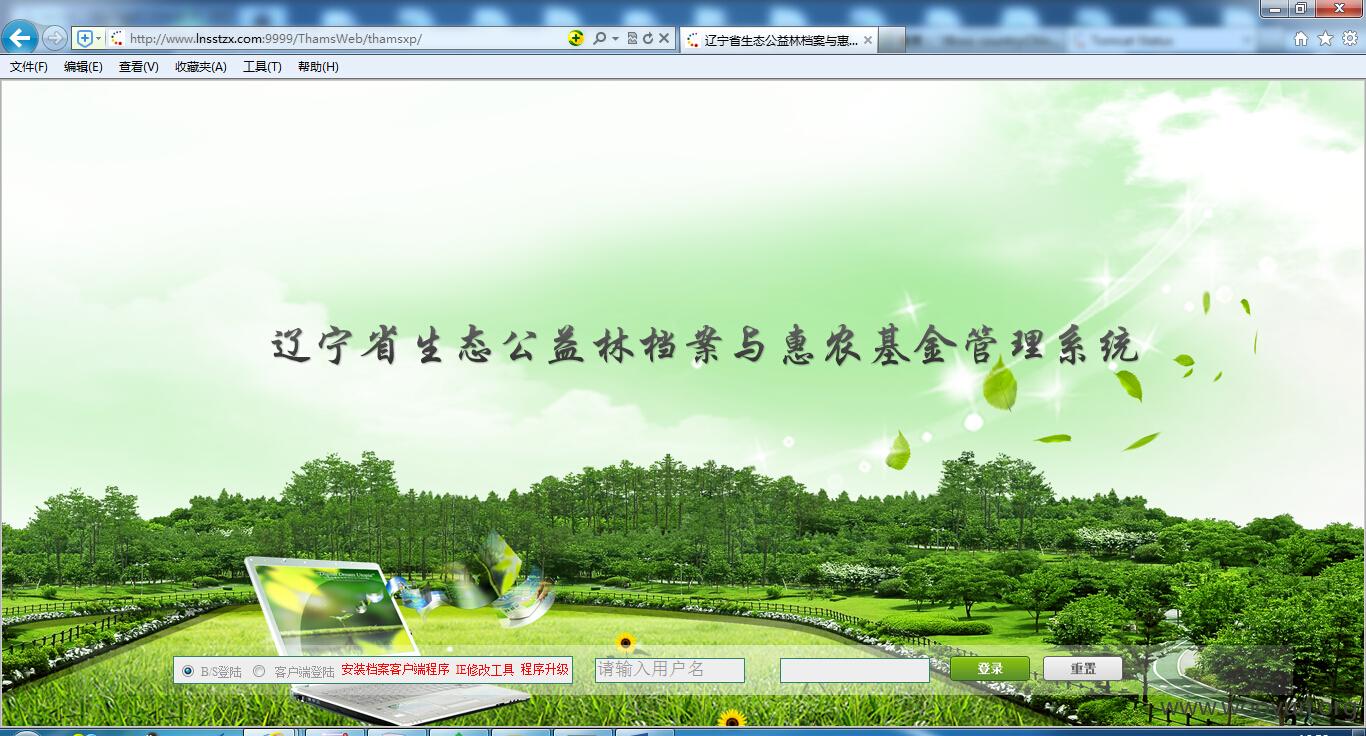 http://www.lnsstzx.com:9999/ThamsWeb/thamsxp/
辽宁省生态公益林档案与惠...
文件(F) 编辑(E) 查看(V) 收藏夹(A) 工具(T) 帮助(H)
辽宁省生态公益林档案与惠农基金管理系统
B/S登陆 客户端登陆 安装档案客户端程序 正修改工具 程序升级 请输入用户名 登录 重置